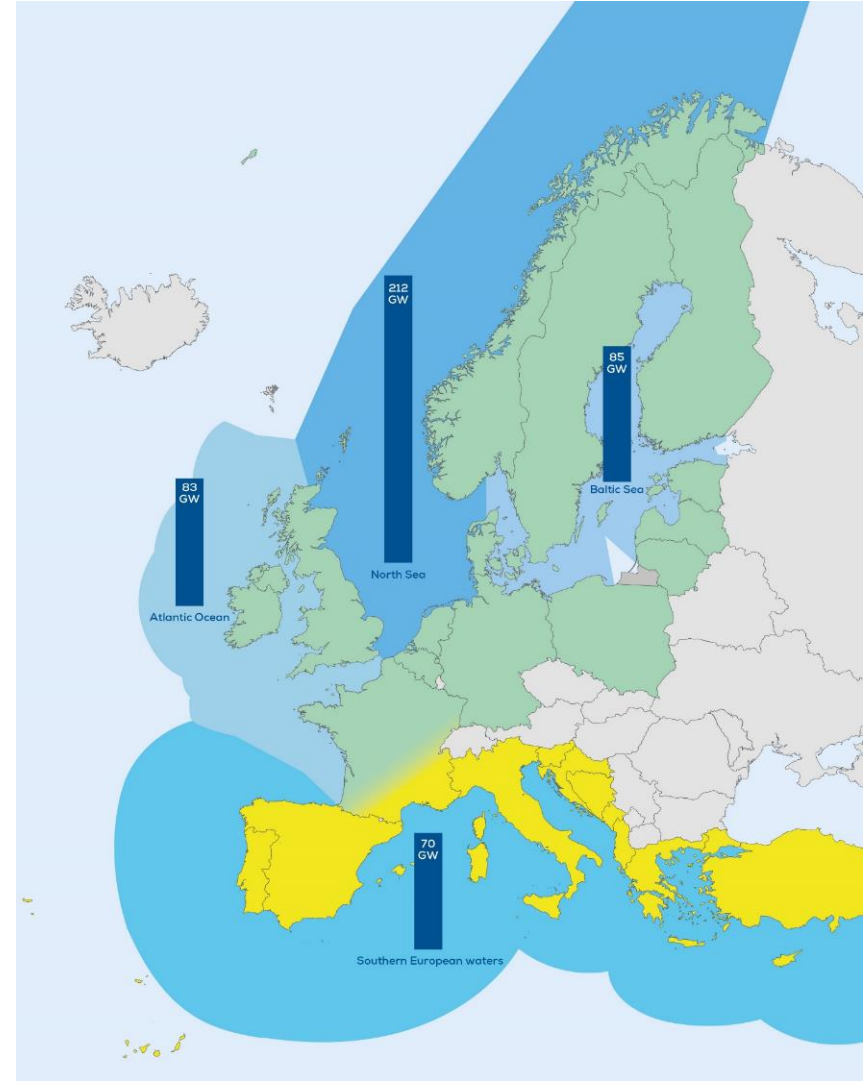 212
GW
85
GW
Baltic Sea
83
GW
North Sea
Atlantic Ocean
70
GW
Southern European waters